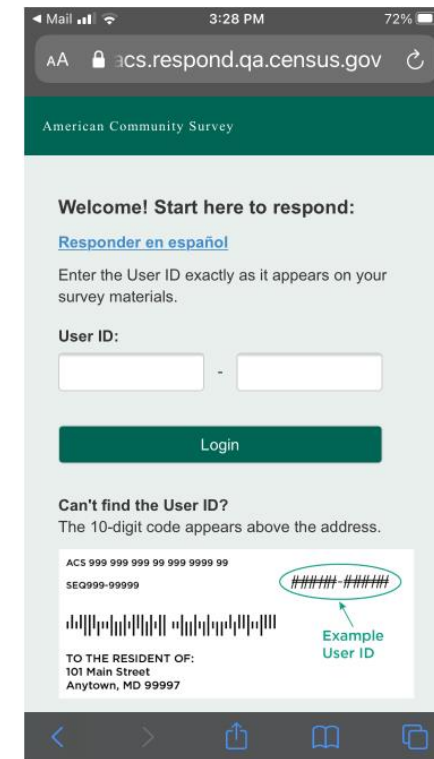 Mail 3:28 PM 72%
AA acs.respond.qa.census.gov
American Community Survey
Welcome! Start here to respond:
Responder en español
Enter the User ID exactly as it appears on your
survey materials.
User ID:
-
Login
Can't find the User ID?
The 10-digit code appears above the address.
ACS 999 999 999 99 999 9999 99
SEQ999-99999
#####-#####
Example
User ID
TO THE RESIDENT OF:
101 Main Street
Anytown, MD 99997